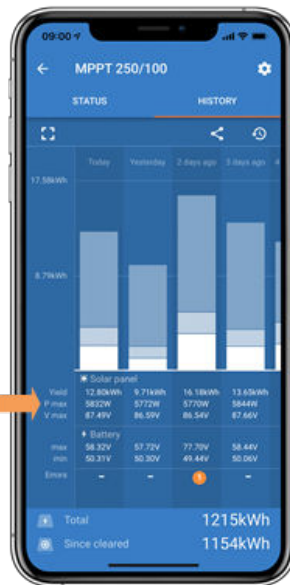 09:00
MPPT 250/100
STATUS HISTORY
Today Yesterday 2 days ago 3 days ago 4
17.58kWh
8.79kWh
Solar panel
Yield 12.80kWh 9.71kWh 16.18kWh 13.65kWh
P max 5832W 5772W 5770W 5844W
V max 87.49V 86.59V 86.54V 87.66V
Battery
max 58.32V 57.72V 77.70V 58.44V
min 50.31V 50.30V 49.44V 50.06V
Errors - - 1 -
Total 1215kWh
Since cleared 1154kWh